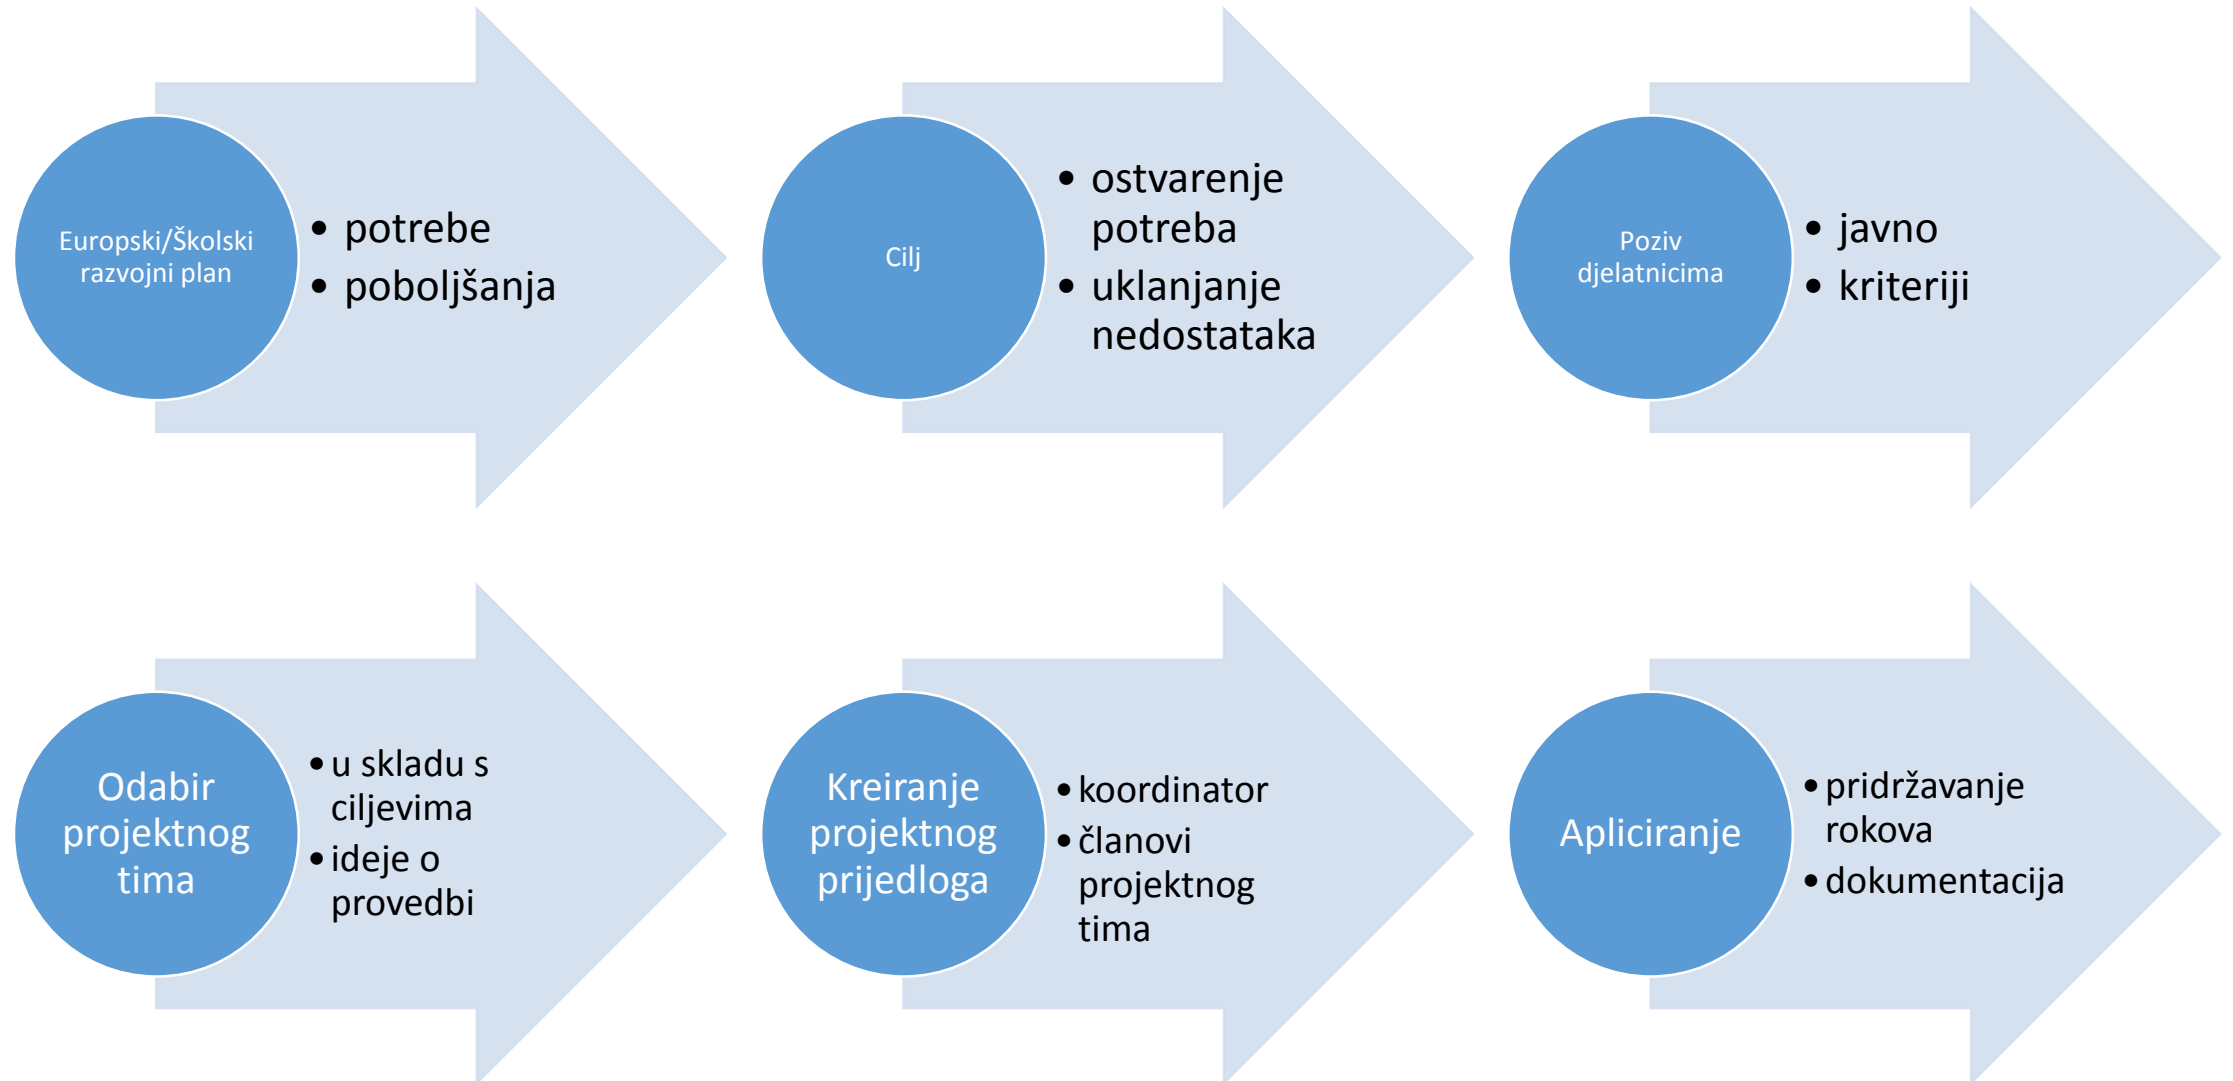 Europski/Školski
razvojni plan
• potrebe
• poboljšanja
Cilj
• ostvarenje
potreba
• uklanjanje
nedostataka
Poziv
djelatnicima
• javno
• kriteriji
Odabir
projektnog
tima
• u skladu s
ciljevima
• ideje o
provedbi
Kreiranje
projektnog
prijedloga
• koordinator
• članovi
projektnog
tima
Apliciranje
• pridržavanje
rokova
• dokumentacija